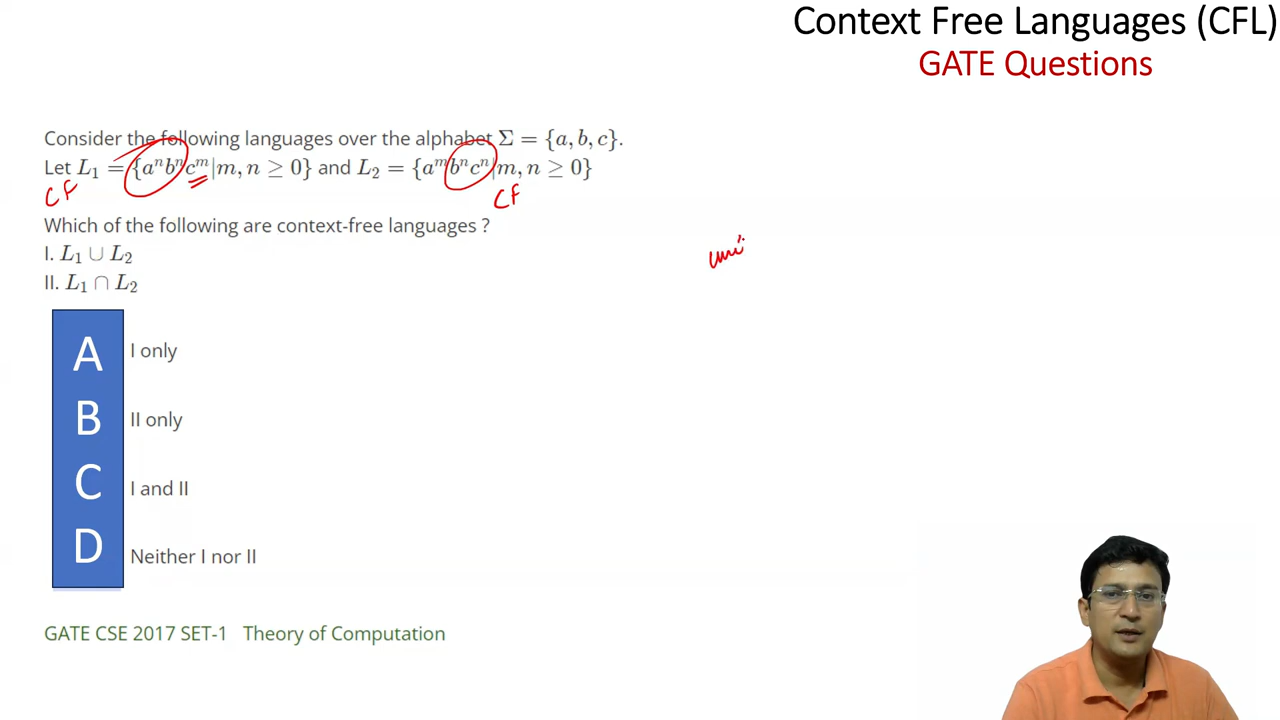 Context Free Languages (CFL)
GATE Questions
Consider the following languages over the alphabet Σ = {a, b, c}.
Let L₁ = {aⁿbⁿcᵐ|m, n ≥ 0} and L₂ = {aᵐbⁿcⁿ|m, n ≥ 0}
CF CF
Which of the following are context-free languages ?
I. L₁ ∪ L₂
II. L₁ ∩ L₂
A I only
B II only
C I and II
D Neither I nor II
GATE CSE 2017 SET-1 Theory of Computation